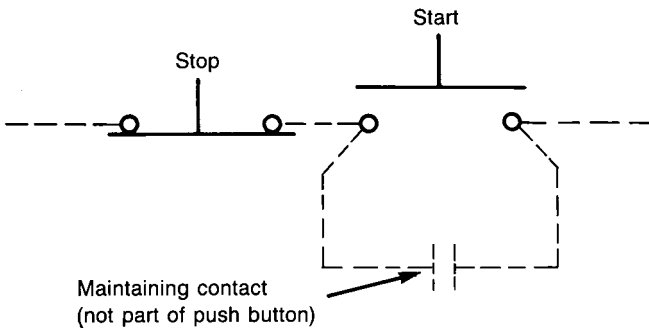 Start
Stop
Maintaining contact
(not part of push button)